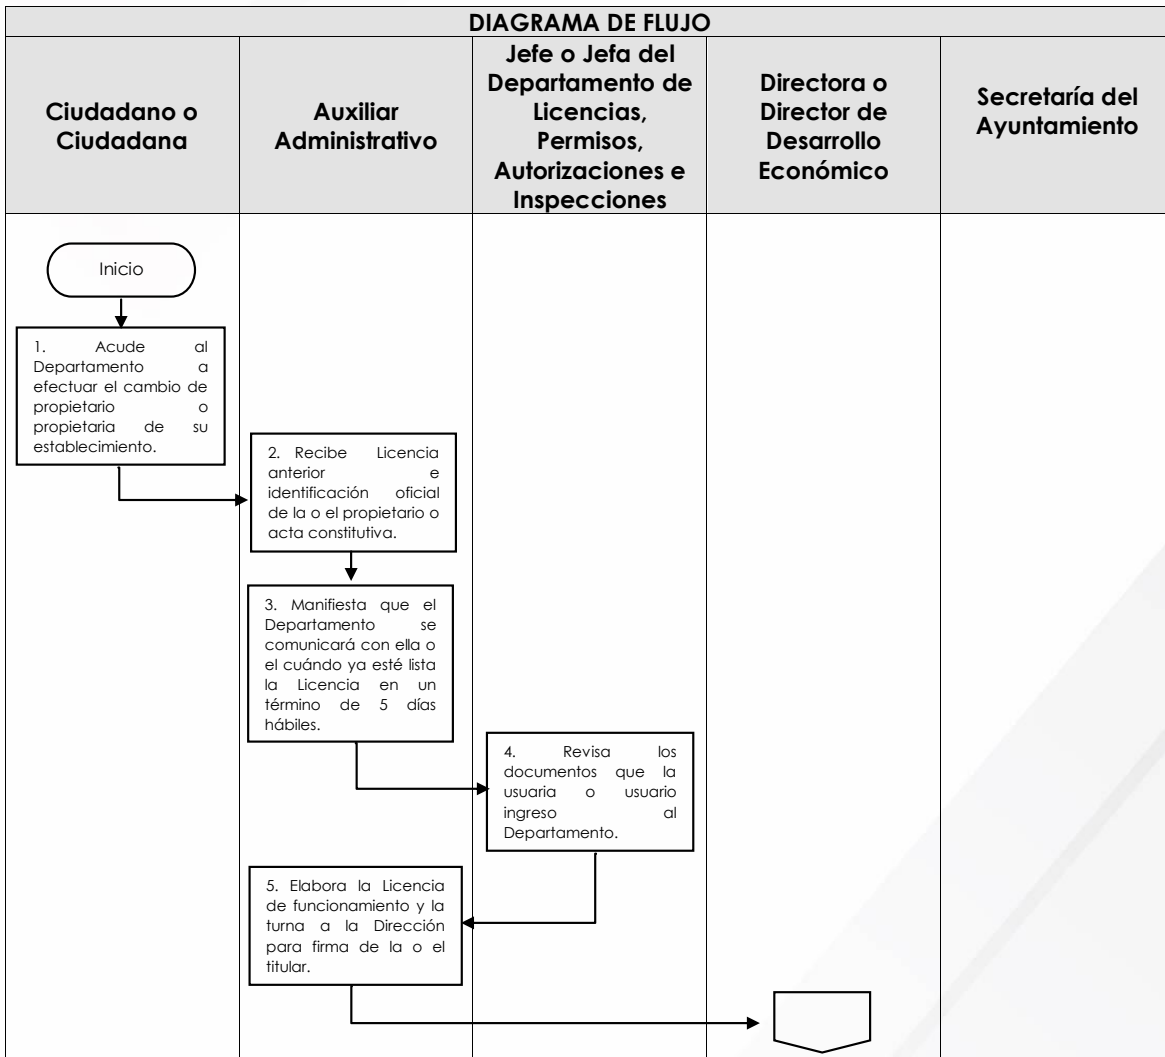 DIAGRAMA DE FLUJO
Ciudadano o
Ciudadana
Auxiliar
Administrativo
Jefe o Jefa del
Departamento de
Licencias,
Permisos,
Autorizaciones e
Inspecciones
Directora o
Director de
Desarrollo
Económico
Secretaría del
Ayuntamiento
Inicio
1. Acude al
Departamento a
efectuar el cambio de
propietario o
propietaria de su
establecimiento.
2. Recibe Licencia
anterior e
identificación oficial
de la o el propietario o
acta constitutiva.
3. Manifiesta que el
Departamento se
comunicará con ella o
el cuándo ya esté lista
la Licencia en un
término de 5 días
hábiles.
4. Revisa los
documentos que la
usuaria o usuario
ingreso al
Departamento.
5. Elabora la Licencia
de funcionamiento y la
turna a la Dirección
para firma de la o el
titular.